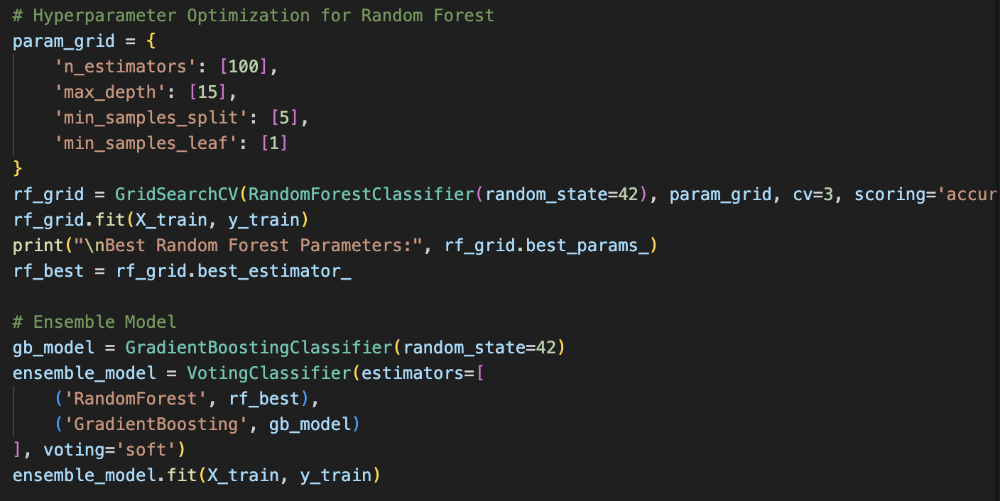 # Hyperparameter Optimization for Random Forest
param_grid = {
    'n_estimators': [100],
    'max_depth': [15],
    'min_samples_split': [5],
    'min_samples_leaf': [1]
}
rf_grid = GridSearchCV(RandomForestClassifier(random_state=42), param_grid, cv=3, scoring='accur
rf_grid.fit(X_train, y_train)
print("\nBest Random Forest Parameters:", rf_grid.best_params_)
rf_best = rf_grid.best_estimator_
# Ensemble Model
gb_model = GradientBoostingClassifier(random_state=42)
ensemble_model = VotingClassifier(estimators=[
    ('RandomForest', rf_best),
    ('GradientBoosting', gb_model)
], voting='soft')
ensemble_model.fit(X_train, y_train)